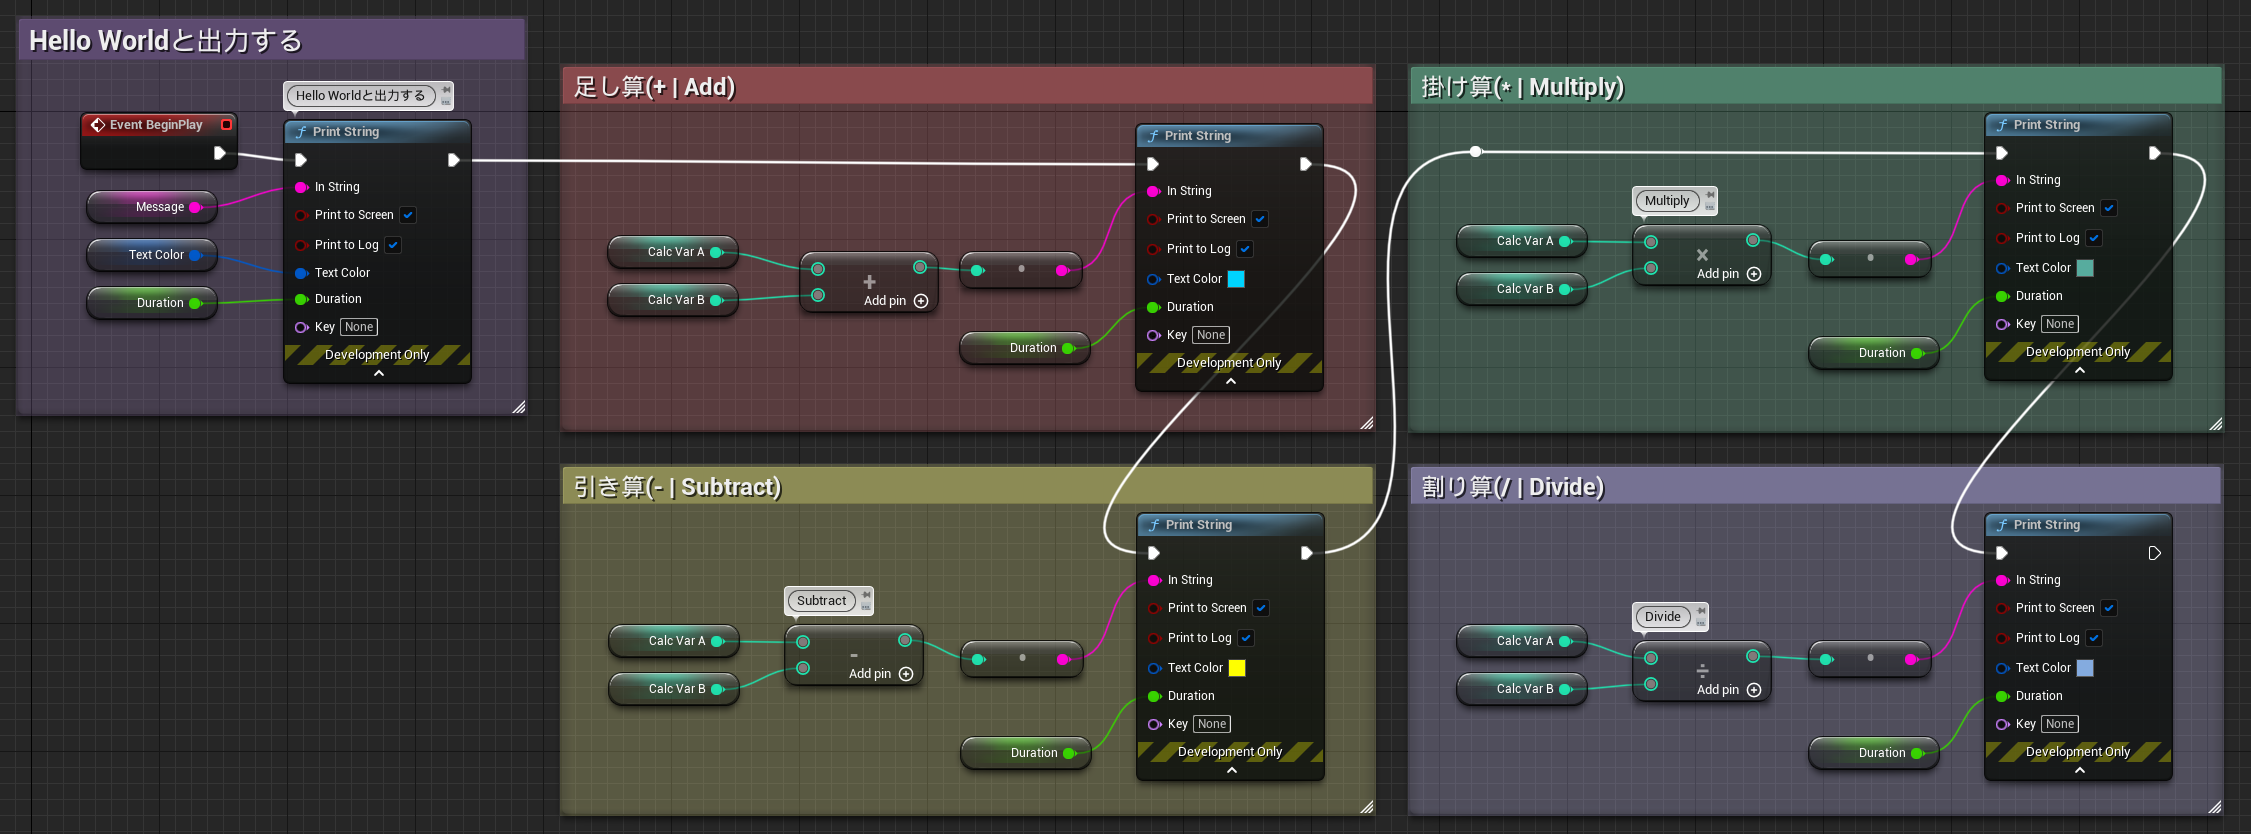 Hello Worldと出力する
Hello Worldと出力する
Event BeginPlay
Print String
Message
In String
Print to Screen
Print to Log
Text Color
Text Color
Duration
Duration
Key None
Development Only
足し算(+ | Add)
Print String
In String
Calc Var A
Print to Screen
Print to Log
Calc Var B
+
Add pin
Text Color
Duration
Duration
Key None
Development Only
引き算(- | Subtract)
Print String
In String
Subtract
Print to Screen
Calc Var A
Print to Log
-
Add pin
Calc Var B
Text Color
Duration
Duration
Key None
Development Only
掛け算(* | Multiply)
Print String
In String
Multiply
Print to Screen
Calc Var A
Print to Log
×
Add pin
Calc Var B
Text Color
Duration
Duration
Key None
Development Only
割り算(/ | Divide)
Print String
In String
Divide
Print to Screen
Calc Var A
Print to Log
÷
Add pin
Calc Var B
Text Color
Duration
Duration
Key None
Development Only